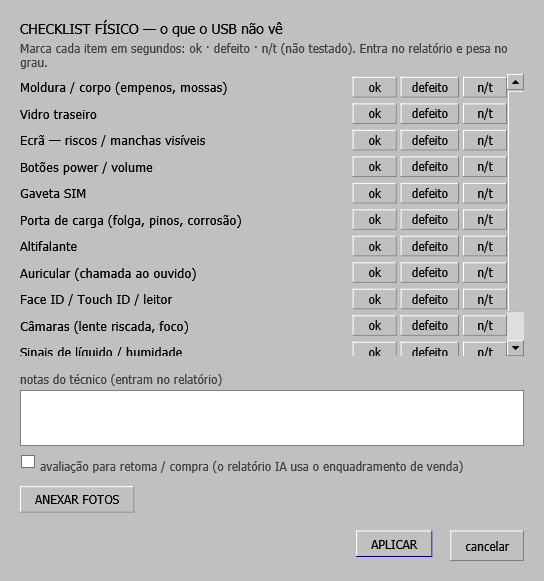 CHECKLIST FÍSICO — o que o USB não vê
Marca cada item em segundos: ok · defeito · n/t (não testado). Entra no relatório e pesa no
grau.
Moldura / corpo (empenos, mossas) ok defeito n/t
Vidro traseiro ok defeito n/t
Ecrã — riscos / manchas visíveis ok defeito n/t
Botões power / volume ok defeito n/t
Gaveta SIM ok defeito n/t
Porta de carga (folga, pinos, corrosão) ok defeito n/t
Altifalante ok defeito n/t
Auricular (chamada ao ouvido) ok defeito n/t
Face ID / Touch ID / leitor ok defeito n/t
Câmaras (lente riscada, foco) ok defeito n/t
Sinais de líquido / humidade ok defeito n/t
notas do técnico (entram no relatório)
avaliação para retoma / compra (o relatório IA usa o enquadramento de venda)
ANEXAR FOTOS
APLICAR cancelar